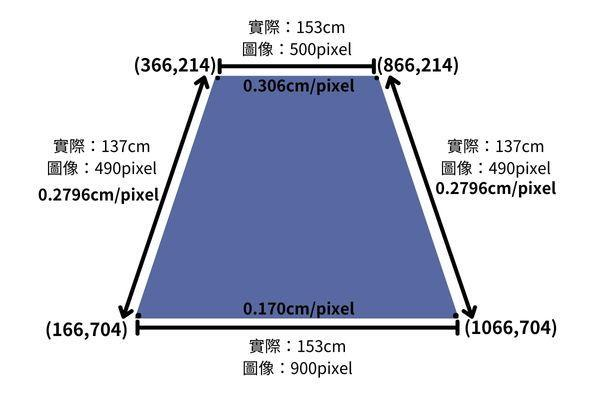 實際：153cm
圖像：500pixel
(366,214)
(866,214)
0.306cm/pixel
實際：137cm
圖像：490pixel
0.2796cm/pixel
實際：137cm
圖像：490pixel
0.2796cm/pixel
0.170cm/pixel
(166,704)
(1066,704)
實際：153cm
圖像：900pixel